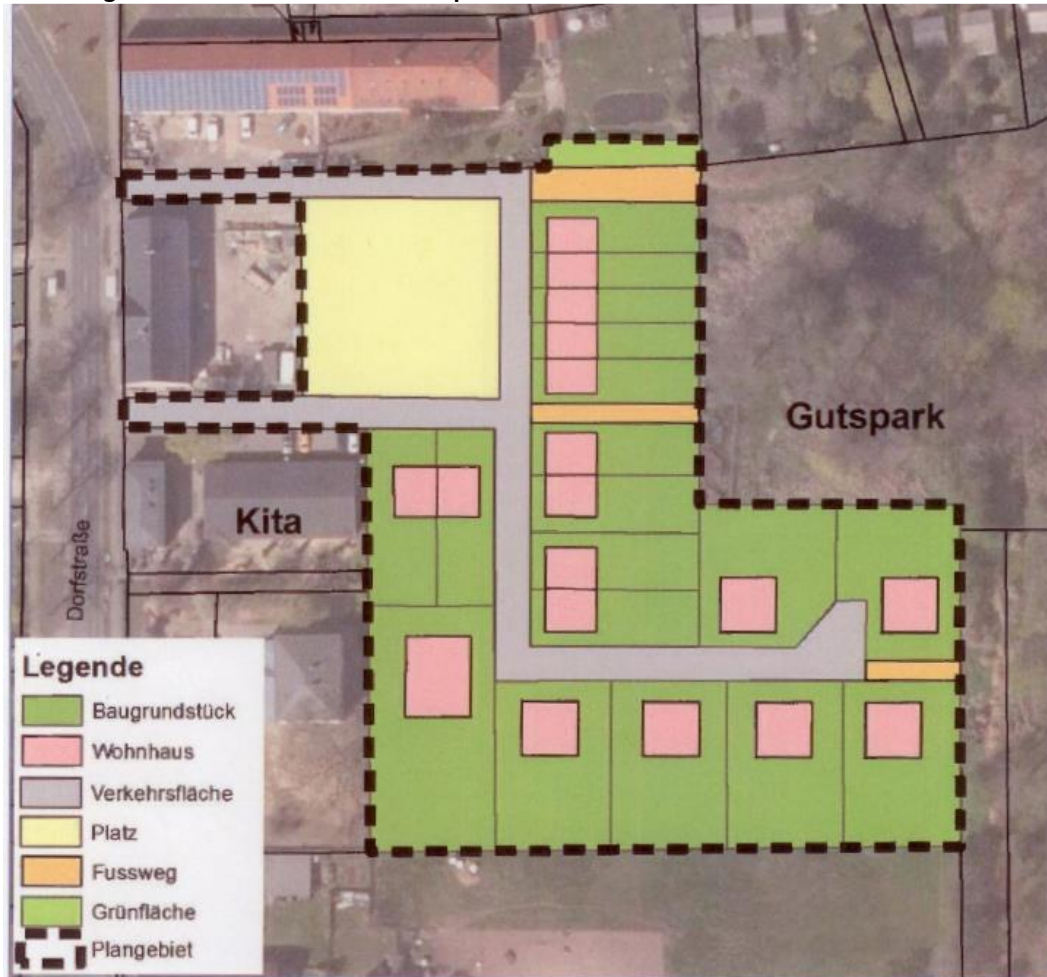 Gutspark
Kita
Dorfstraße
Legende
Baugrundstück
Wohnhaus
Verkehrsfläche
Platz
Fussweg
Grünfläche
Plangebiet